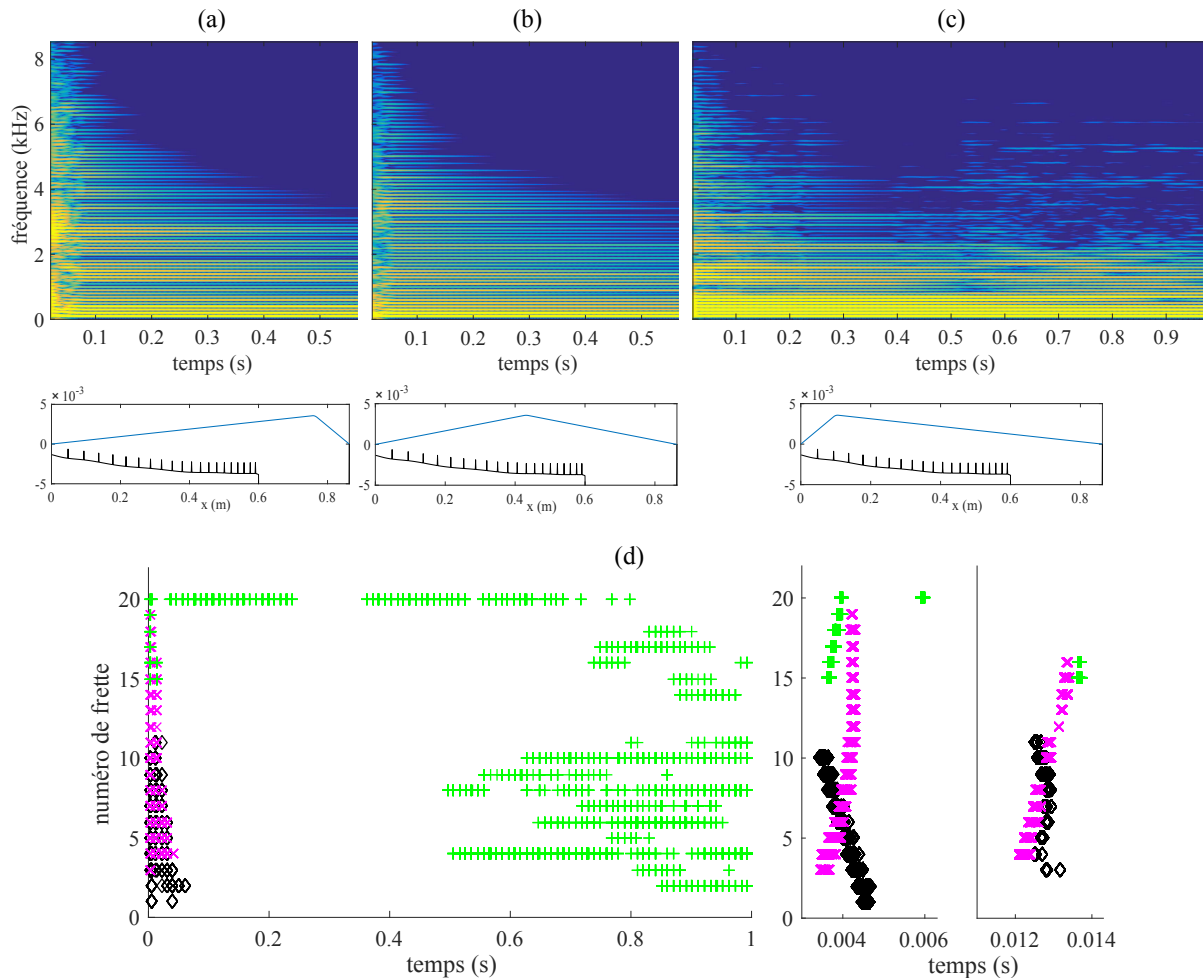 (a) (b) (c)
fréquence (kHz)
8
6
4
2
0
0.1 0.2 0.3 0.4 0.5
0.1 0.2 0.3 0.4 0.5
0.1 0.2 0.3 0.4 0.5 0.6 0.7 0.8 0.9
temps (s) temps (s) temps (s)
× 10⁻³ × 10⁻³ × 10⁻³
5 5 5
0 0 0
-5 -5 -5
0 0.2 0.4 0.6 0.8
0 0.2 0.4 0.6 0.8
0 0.2 0.4 0.6 0.8
x (m) x (m) x (m)
(d)
numéro de frette
20
15
10
5
0
0 0.2 0.4 0.6 0.8 1
temps (s)
20
15
10
5
0
0.004 0.006 0.012 0.014
temps (s)